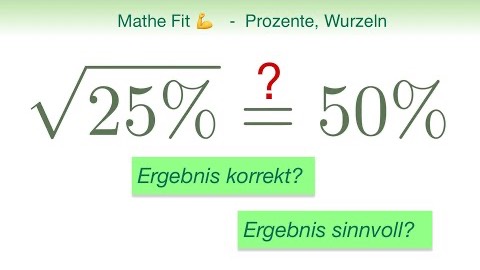 Mathe Fit 💪 - Prozente, Wurzeln
?
√25% = 50%
Ergebnis korrekt?
Ergebnis sinnvoll?